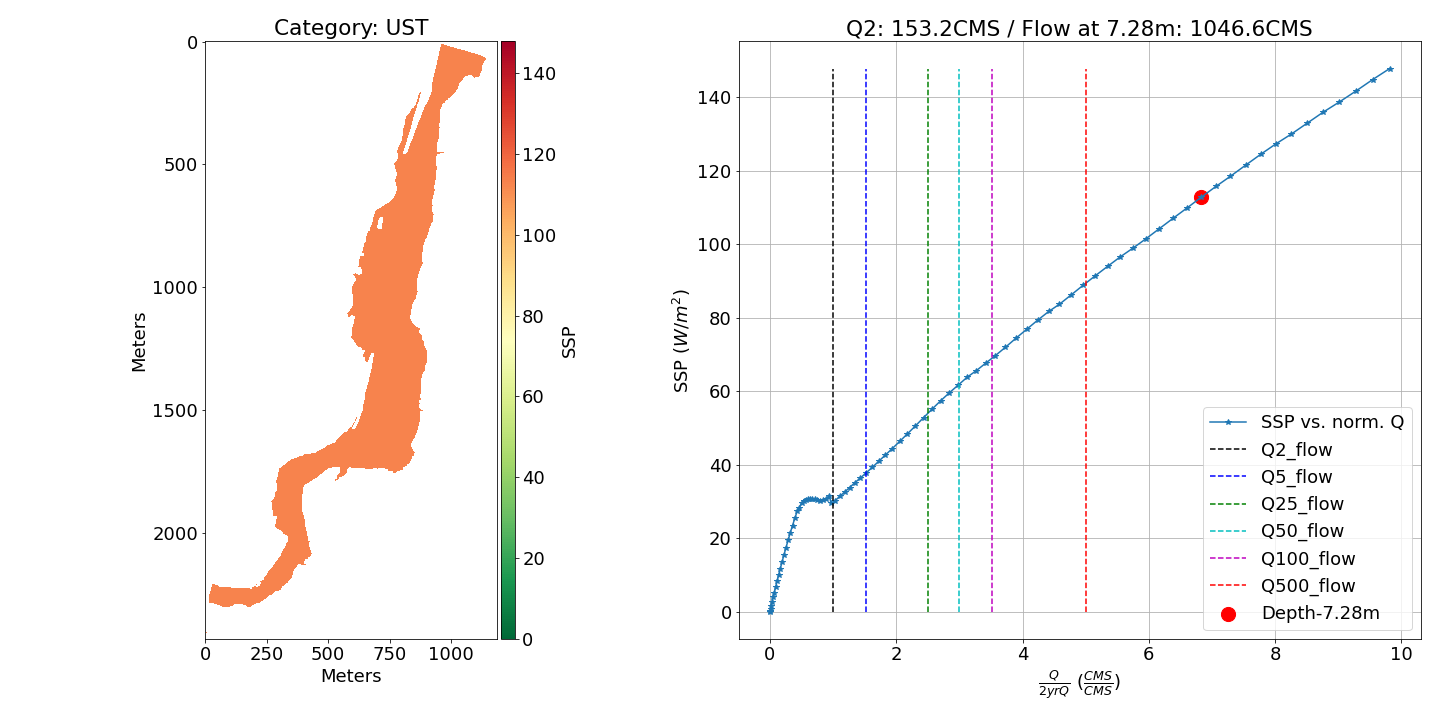 Category: UST
0
500
1000
1500
2000
Meters
0 250 500 750 1000
Meters
140
120
100
80
60
40
20
0
SSP
Q2: 153.2CMS / Flow at 7.28m: 1046.6CMS
140
120
100
80
60
40
20
0
SSP (W/m²)
0 2 4 6 8 10
Q/2yrQ (CMS/CMS)
SSP vs. norm. Q
Q2_flow
Q5_flow
Q25_flow
Q50_flow
Q100_flow
Q500_flow
Depth-7.28m